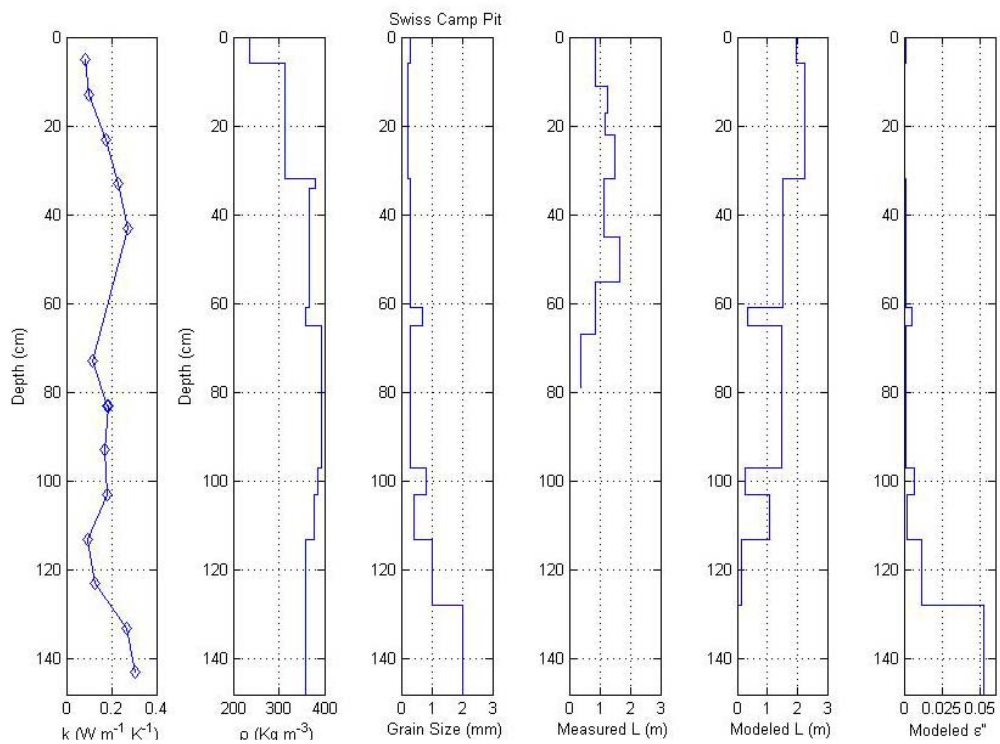 Swiss Camp Pit
0 0 0 0 0 0
20 20 20 20 20 20
40 40 40 40 40 40
60 60 60 60 60 60
80 80 80 80 80 80
100 100 100 100 100 100
120 120 120 120 120 120
140 140 140 140 140 140
Depth (cm) Depth (cm)
0 0.2 0.4 200 300 400 0 1 2 3 0 1 2 3 0 1 2 3 0 0.025 0.05
k (W m⁻¹ K⁻¹) ρ (Kg m⁻³) Grain Size (mm) Measured L (m) Modeled L (m) Modeled ε"